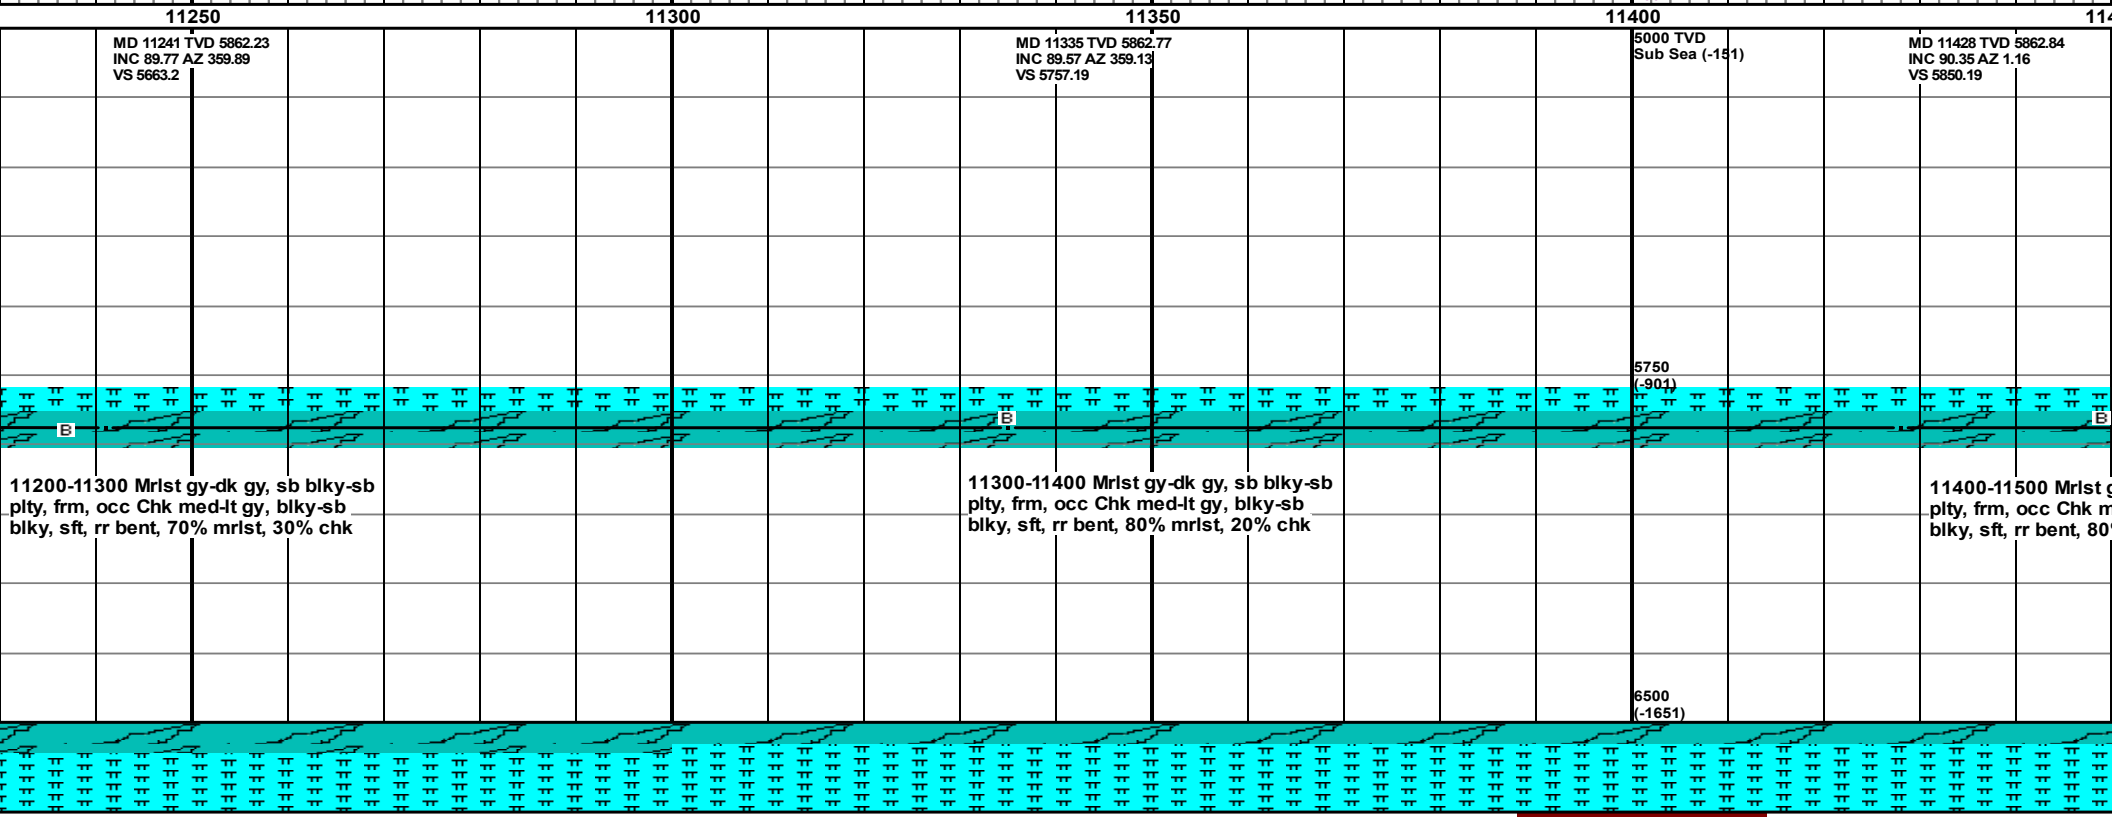 11250
11300
11350
11400
114
MD 11241 TVD 5862.23
INC 89.77 AZ 359.89
VS 5663.2
MD 11335 TVD 5862.77
INC 89.57 AZ 359.13
VS 5757.19
5000 TVD
Sub Sea (-151)
MD 11428 TVD 5862.84
INC 90.35 AZ 1.16
VS 5850.19
5750
(-901)
B
B
B
11200-11300 Mrlst gy-dk gy, sb blky-sb
plty, frm, occ Chk med-lt gy, blky-sb
blky, sft, rr bent, 70% mrlst, 30% chk
11300-11400 Mrlst gy-dk gy, sb blky-sb
plty, frm, occ Chk med-lt gy, blky-sb
blky, sft, rr bent, 80% mrlst, 20% chk
11400-11500 Mrlst g
plty, frm, occ Chk m
blky, sft, rr bent, 80
6500
(-1651)